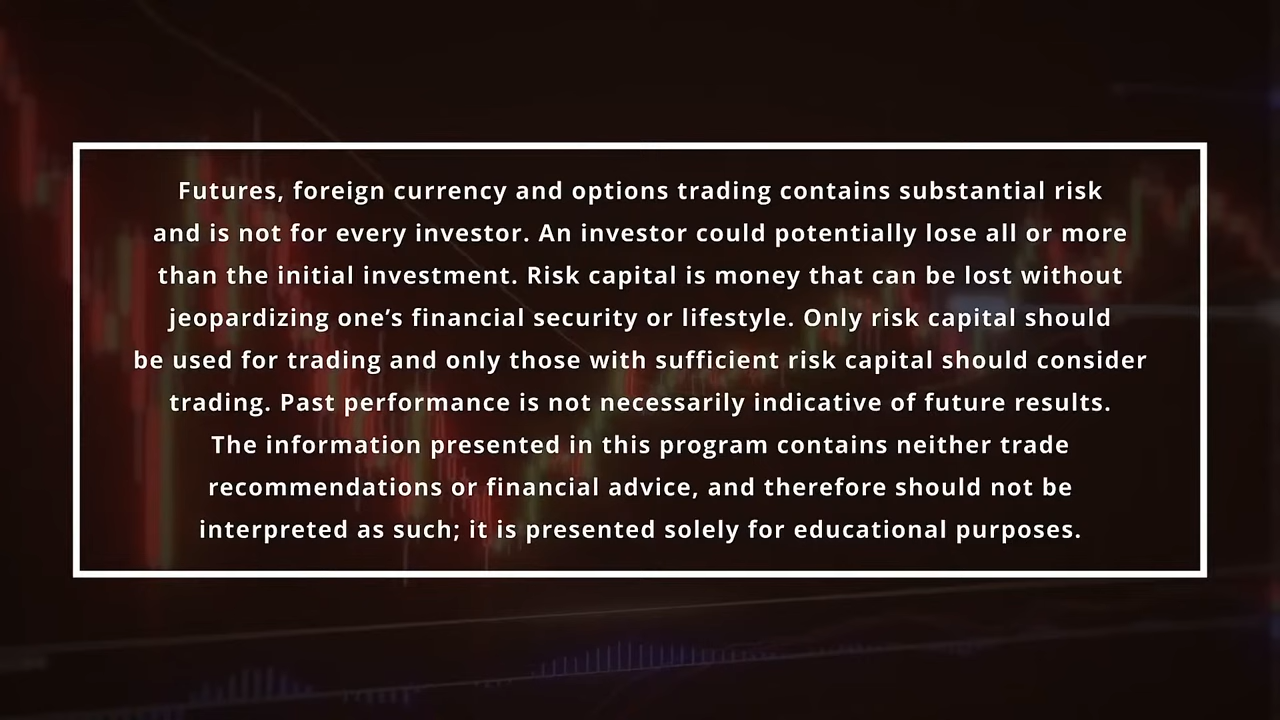 Futures, foreign currency and options trading contains substantial risk
and is not for every investor. An investor could potentially lose all or more
than the initial investment. Risk capital is money that can be lost without
jeopardizing one’s financial security or lifestyle. Only risk capital should
be used for trading and only those with sufficient risk capital should consider
trading. Past performance is not necessarily indicative of future results.
The information presented in this program contains neither trade
recommendations or financial advice, and therefore should not be
interpreted as such; it is presented solely for educational purposes.